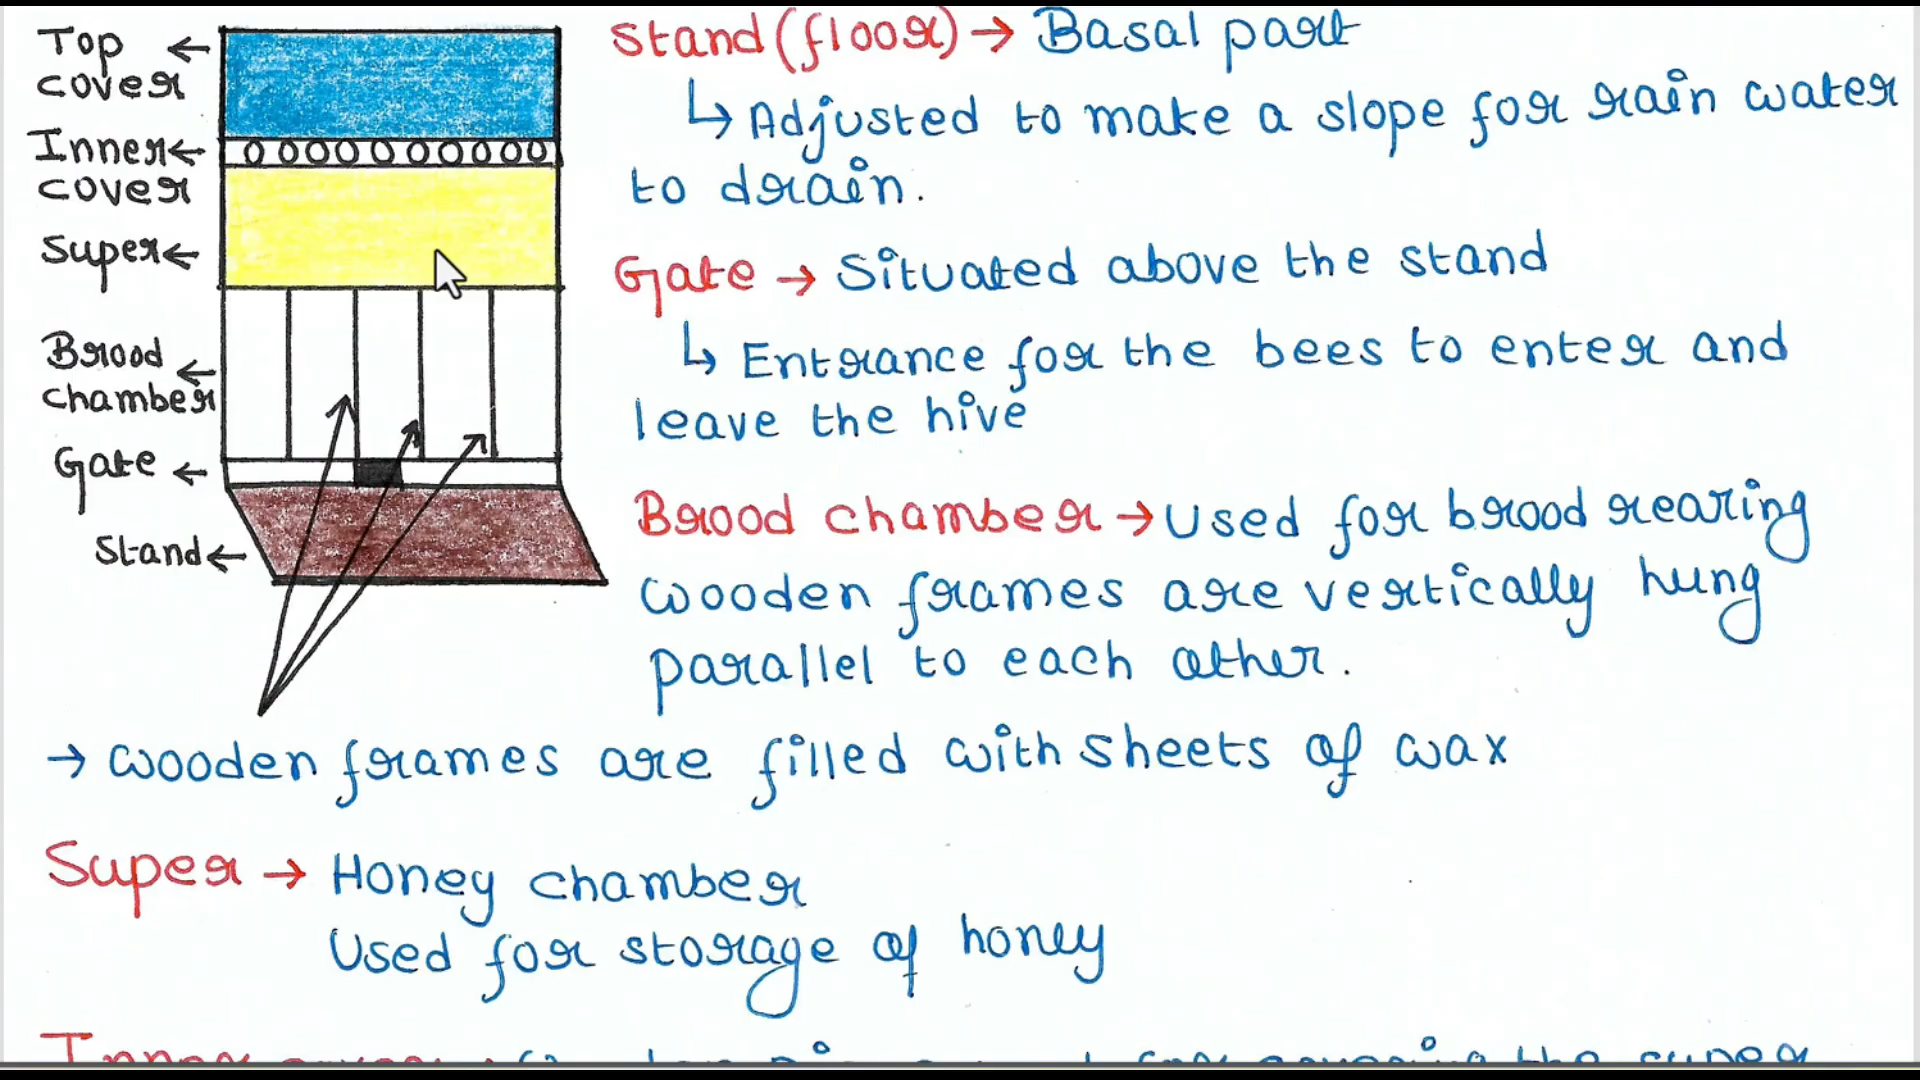 Top cover
Inner cover
Super
Brood chamber
Gate
Stand
Stand (floor) → Basal part
↳ Adjusted to make a slope for rain water
to drain.
Gate → Situated above the stand
↳ Entrance for the bees to enter and
leave the hive
Brood chamber → Used for brood rearing
wooden frames are vertically hung
parallel to each other.
→ wooden frames are filled with sheets of wax
Super → Honey chamber
Used for storage of honey
covering the super